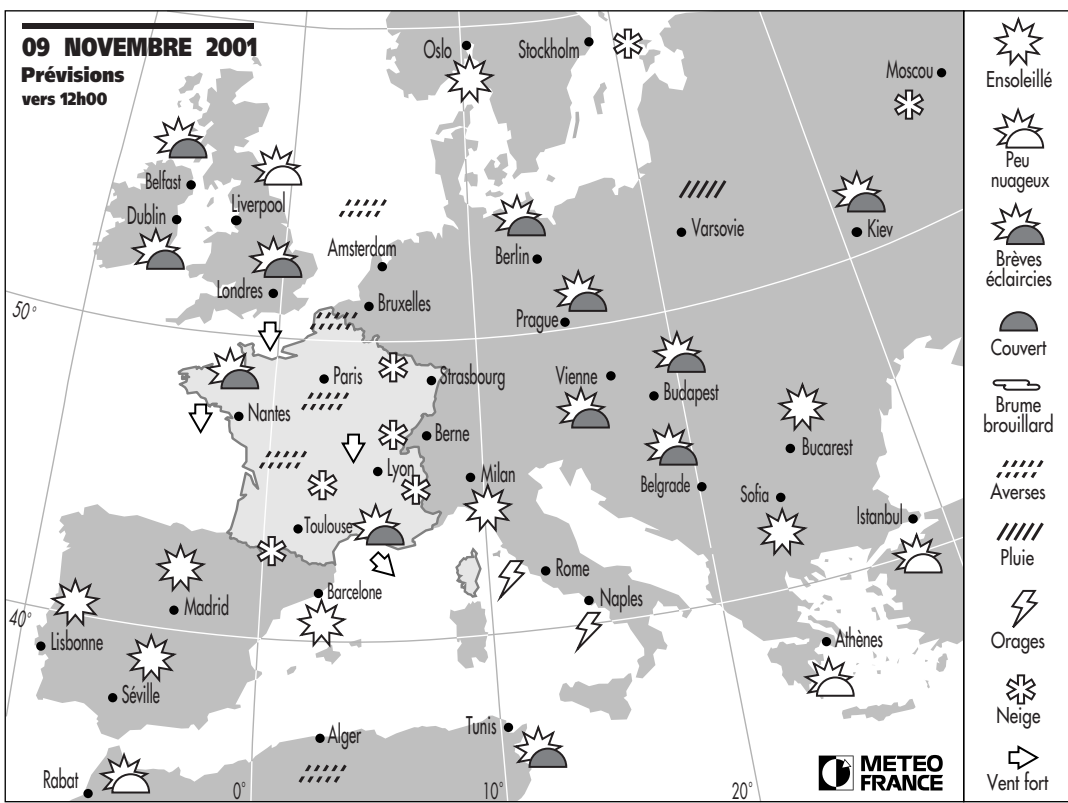 09 NOVEMBRE 2001
Prévisions
vers 12h00
Oslo
Stockholm
Moscou
Belfast
Dublin
Liverpool
Amsterdam
Londres
Bruxelles
Berlin
Varsovie
Kiev
Prague
50°
Paris
Strasbourg
Vienne
Budapest
Nantes
Berne
Bucarest
Lyon
Milan
Belgrade
Sofia
Istanbul
Toulouse
Rome
Barcelone
Naples
Madrid
40°
Lisbonne
Athènes
Séville
Tunis
Alger
Rabat
0°
10°
20°
METEO
FRANCE
Ensoleillé
Peu
nuageux
Brèves
éclaircies
Couvert
Brume
brouillard
Averses
Pluie
Orages
Neige
Vent fort